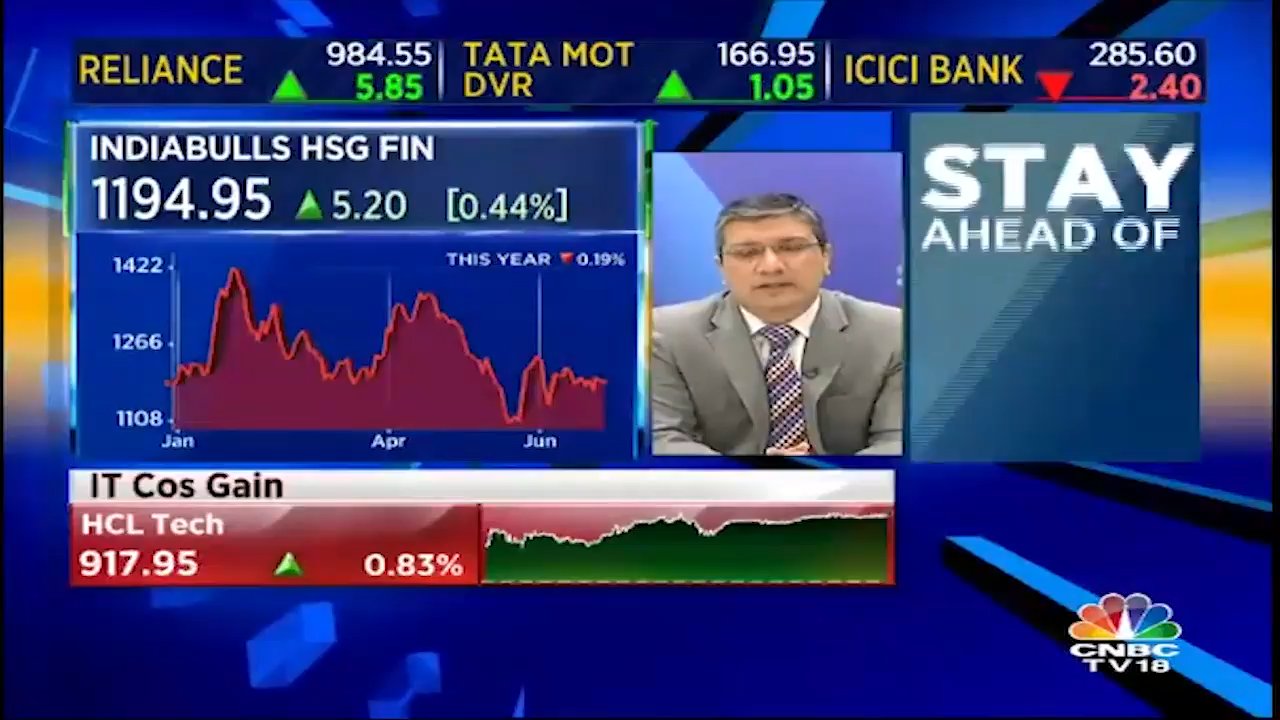 RELIANCE 984.55 5.85
TATA MOT DVR 166.95 1.05
ICICI BANK 285.60 2.40
INDIABULLS HSG FIN
1194.95 5.20 [0.44%]
THIS YEAR 0.19%
1422
1266
1108
Jan Apr Jun
STAY
AHEAD OF
IT Cos Gain
HCL Tech
917.95 0.83%
CNBC
TV18